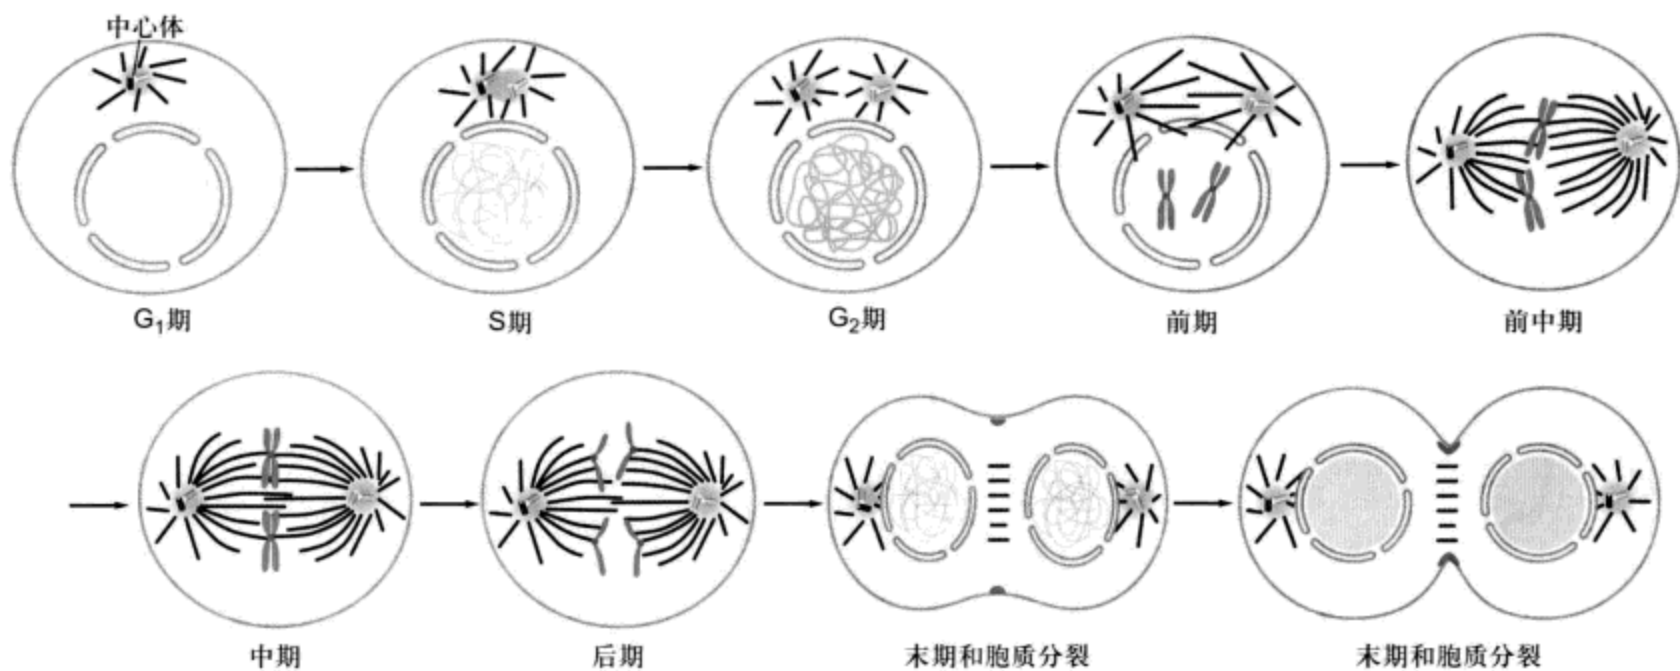 中心体
G₁期
S期
G₂期
前期
前中期
中期
后期
末期和胞质分裂
末期和胞质分裂